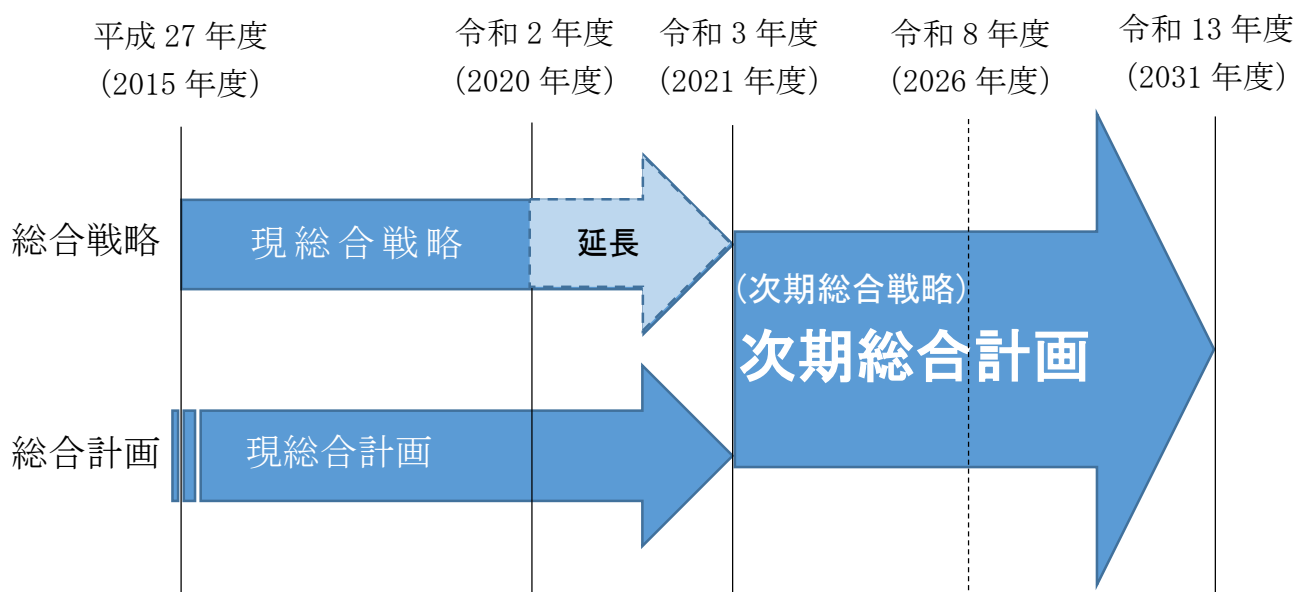 平成 27 年度
(2015 年度)
令和 2 年度
(2020 年度)
令和 3 年度
(2021 年度)
令和 8 年度
(2026 年度)
令和 13 年度
(2031 年度)
総合戦略
現総合戦略
延長
(次期総合戦略)
次期総合計画
総合計画
現総合計画